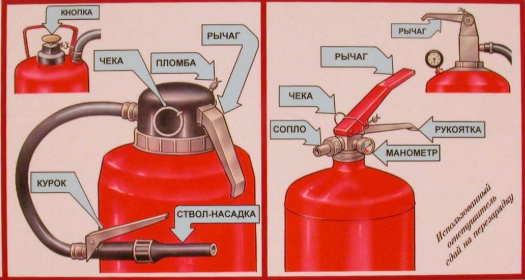 КНОПКА
РЫЧАГ
ЧЕКА
ПЛОМБА
КУРОК
СТВОЛ-НАСАДКА
РЫЧАГ
РЫЧАГ
ЧЕКА
СОПЛО
РУКОЯТКА
МАНОМЕТР
Использованный
огнетушитель
сдай на перезарядку